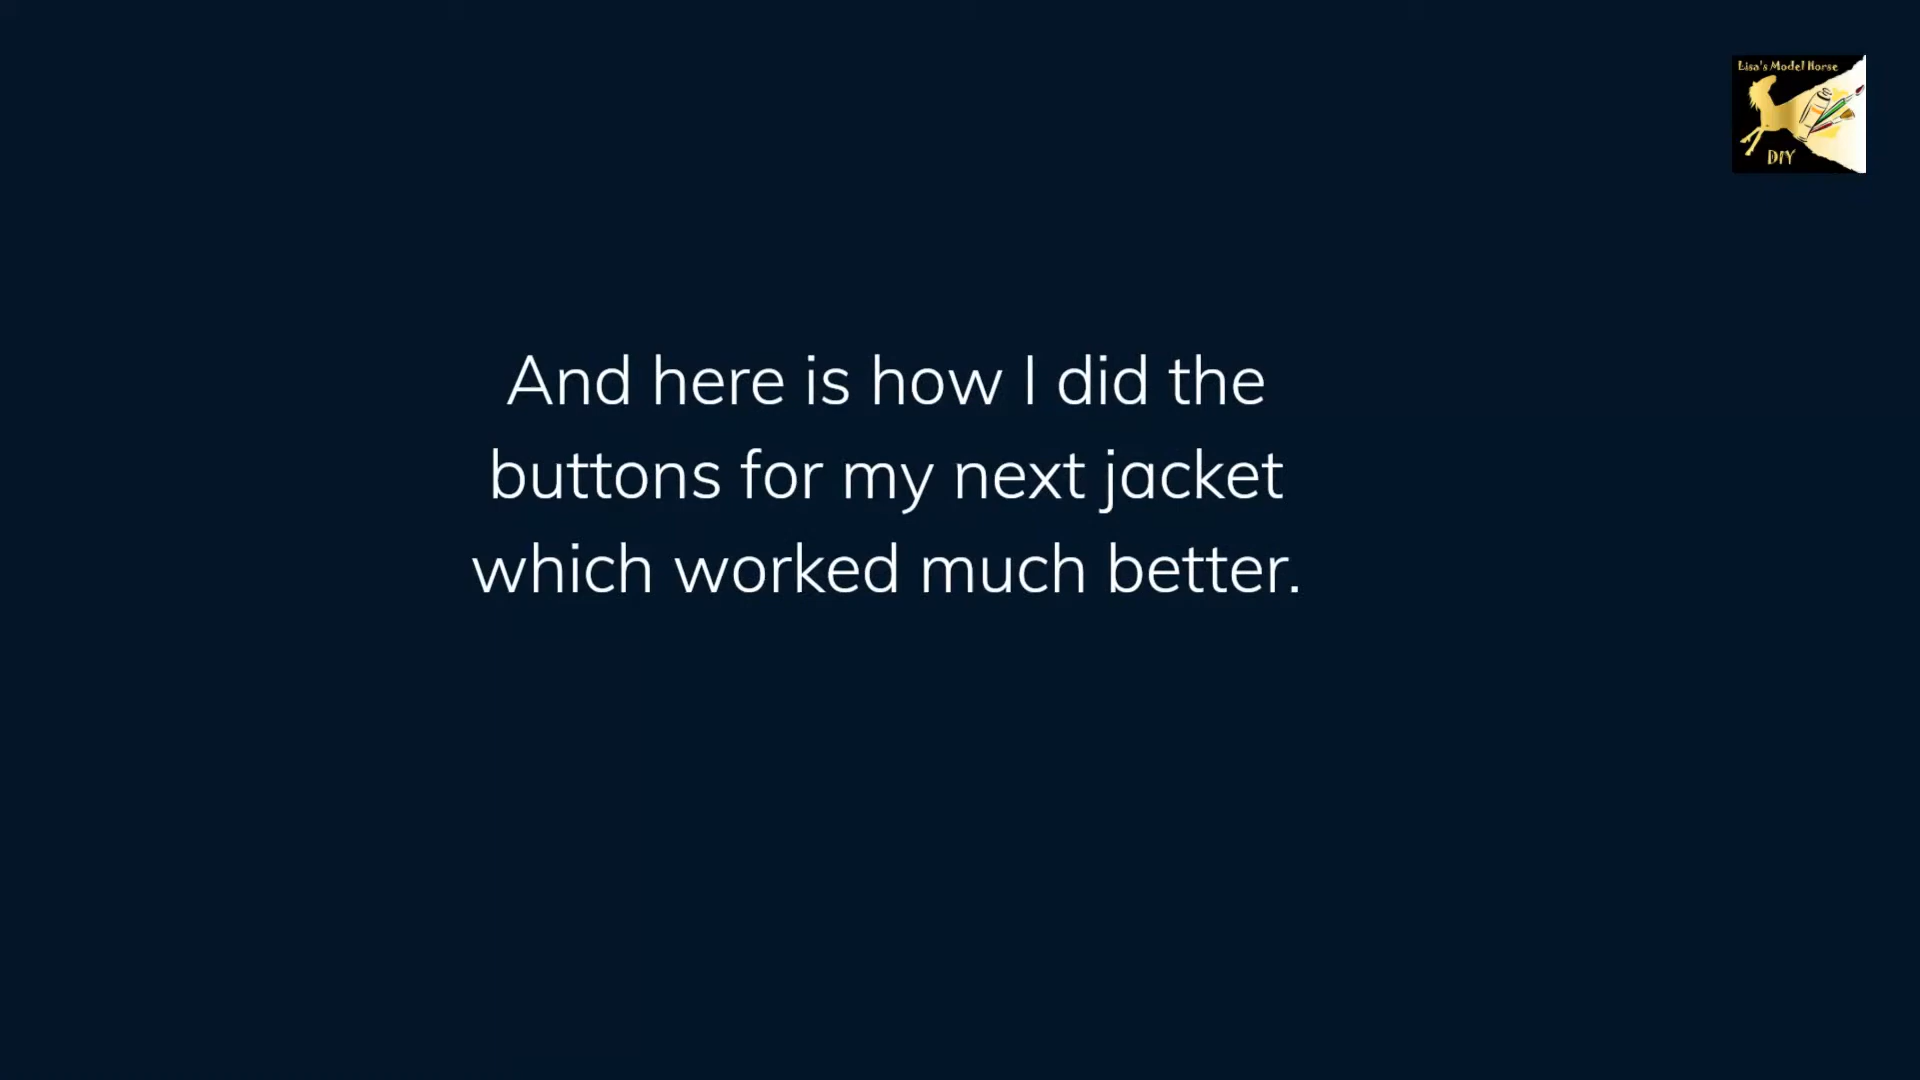 Lisa's Model Horse
DIY
And here is how I did the
buttons for my next jacket
which worked much better.